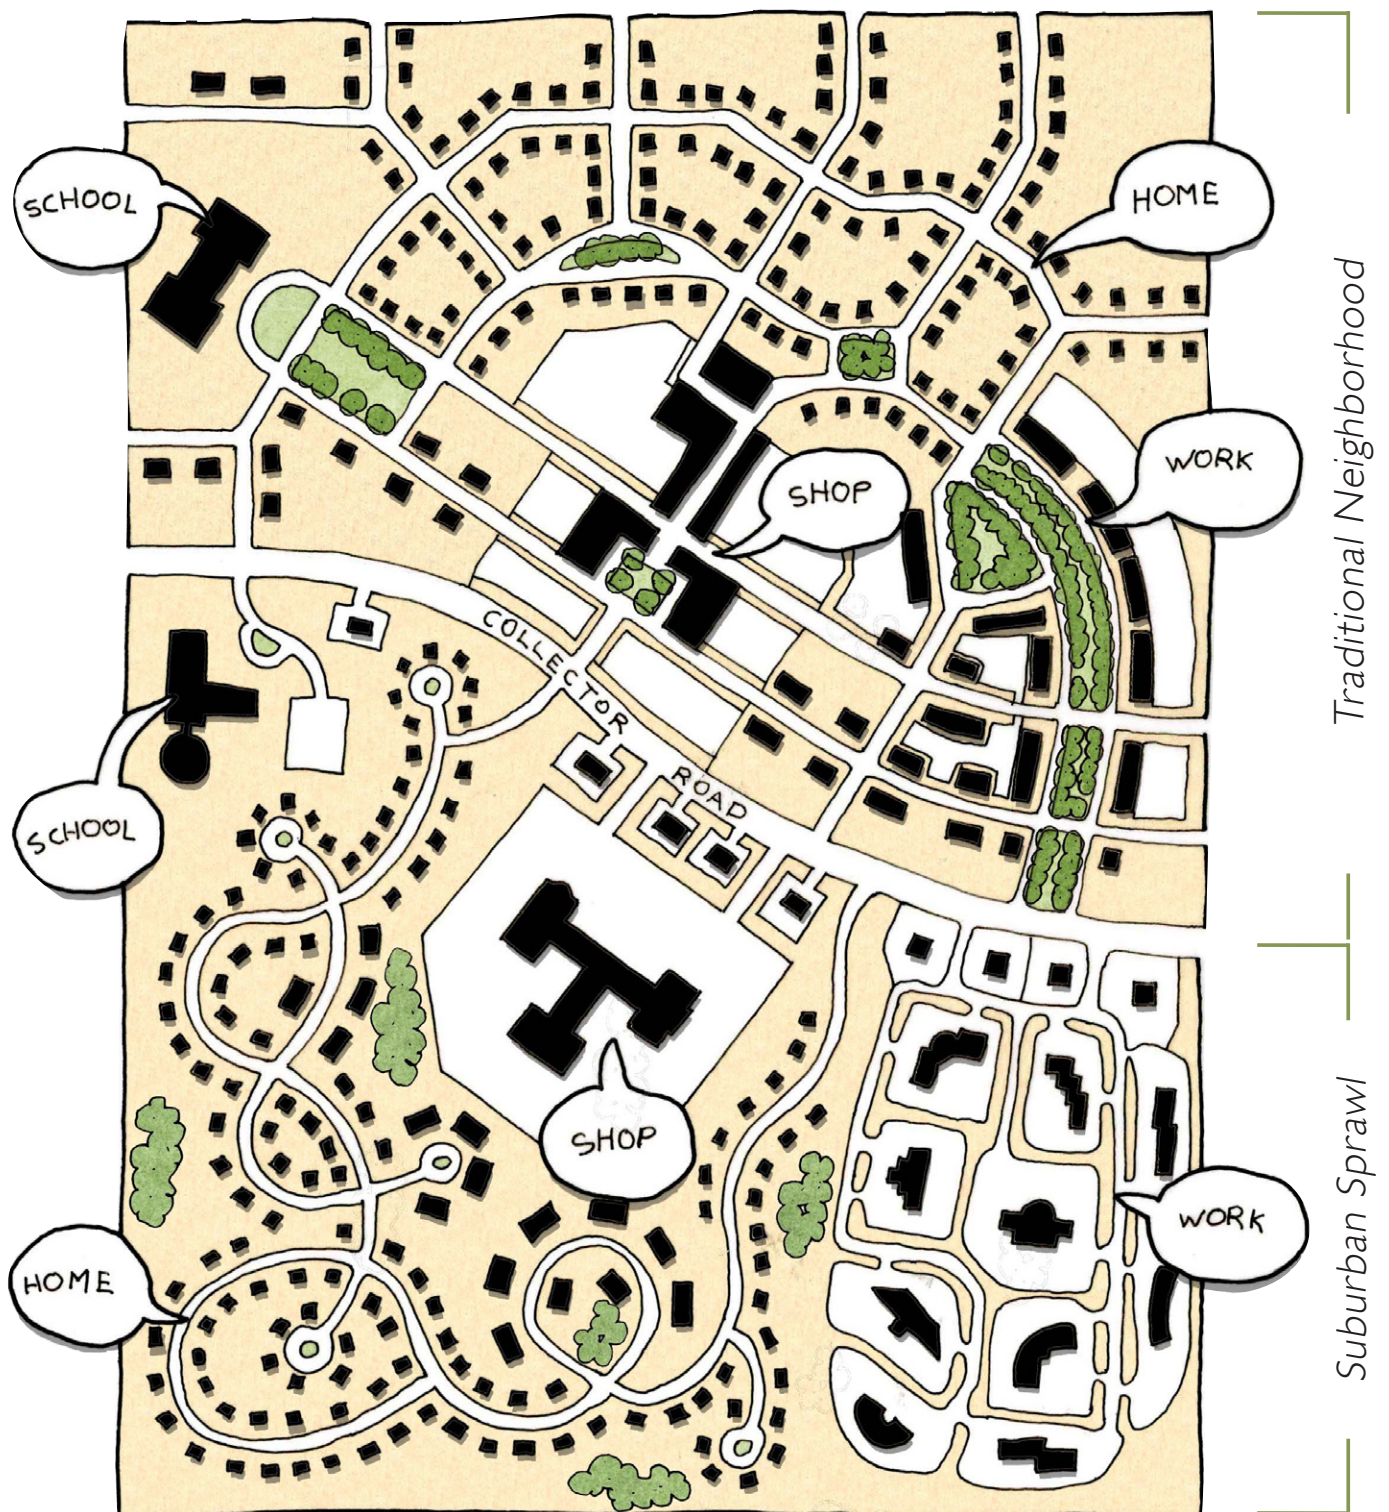 SCHOOL
HOME
WORK
SHOP
Traditional Neighborhood
COLLECTOR ROAD
SCHOOL
SHOP
WORK
HOME
Suburban Sprawl